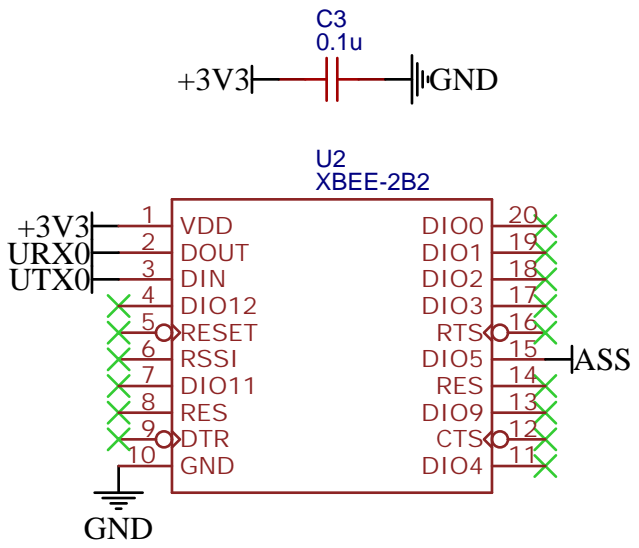 C3
0.1u
+3V3 GND
U2
XBEE-2B2
+3V3 1 VDD DIO0 20
URX0 2 DOUT DIO1 19
UTX0 3 DIN DIO2 18
4 DIO12 DIO3 17
5 RESET RTS 16
6 RSSI DIO5 15 ASS
7 DIO11 RES 14
8 RES DIO9 13
9 DTR CTS 12
10 GND DIO4 11
GND